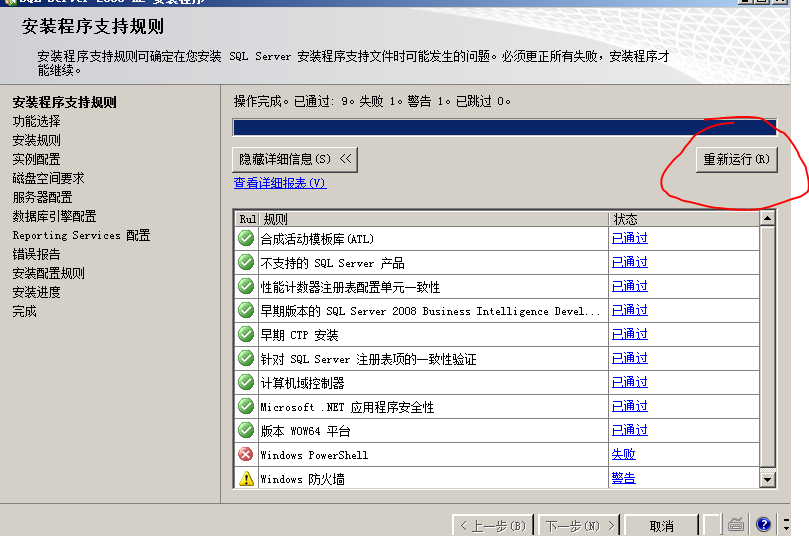 安装程序支持规则
安装程序支持规则可确定在您安装 SQL Server 安装程序支持文件时可能发生的问题。必须更正所有失败，安装程序才
能继续。
安装程序支持规则
功能选择
安装规则
实例配置
磁盘空间要求
服务器配置
数据库引擎配置
Reporting Services 配置
错误报告
安装配置规则
安装进度
完成
操作完成。已通过: 9。失败 1。警告 1。已跳过 0。
隐藏详细信息(S) <<
重新运行(R)
查看详细报表(V)
Rul 规则 状态
合成活动模板库(ATL) 已通过
不支持的 SQL Server 产品 已通过
性能计数器注册表配置单元一致性 已通过
早期版本的 SQL Server 2008 Business Intelligence Devel... 已通过
早期 CTP 安装 已通过
针对 SQL Server 注册表项的一致性验证 已通过
计算机域控制器 已通过
Microsoft .NET 应用程序安全性 已通过
版本 WOW64 平台 已通过
Windows PowerShell 失败
Windows 防火墙 警告
< 上一步(B) 下一步(N) > 取消